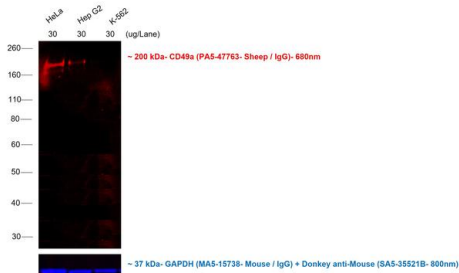 HeLa Hep G2 K-562
30 30 30 (ug/Lane)
260
~ 200 kDa- CD49a (PA5-47763- Sheep / IgG)- 680nm
160
110
80
60
50
40
30
~ 37 kDa- GAPDH (MA5-15738- Mouse / IgG) + Donkey anti-Mouse (SA5-35521B- 800nm)